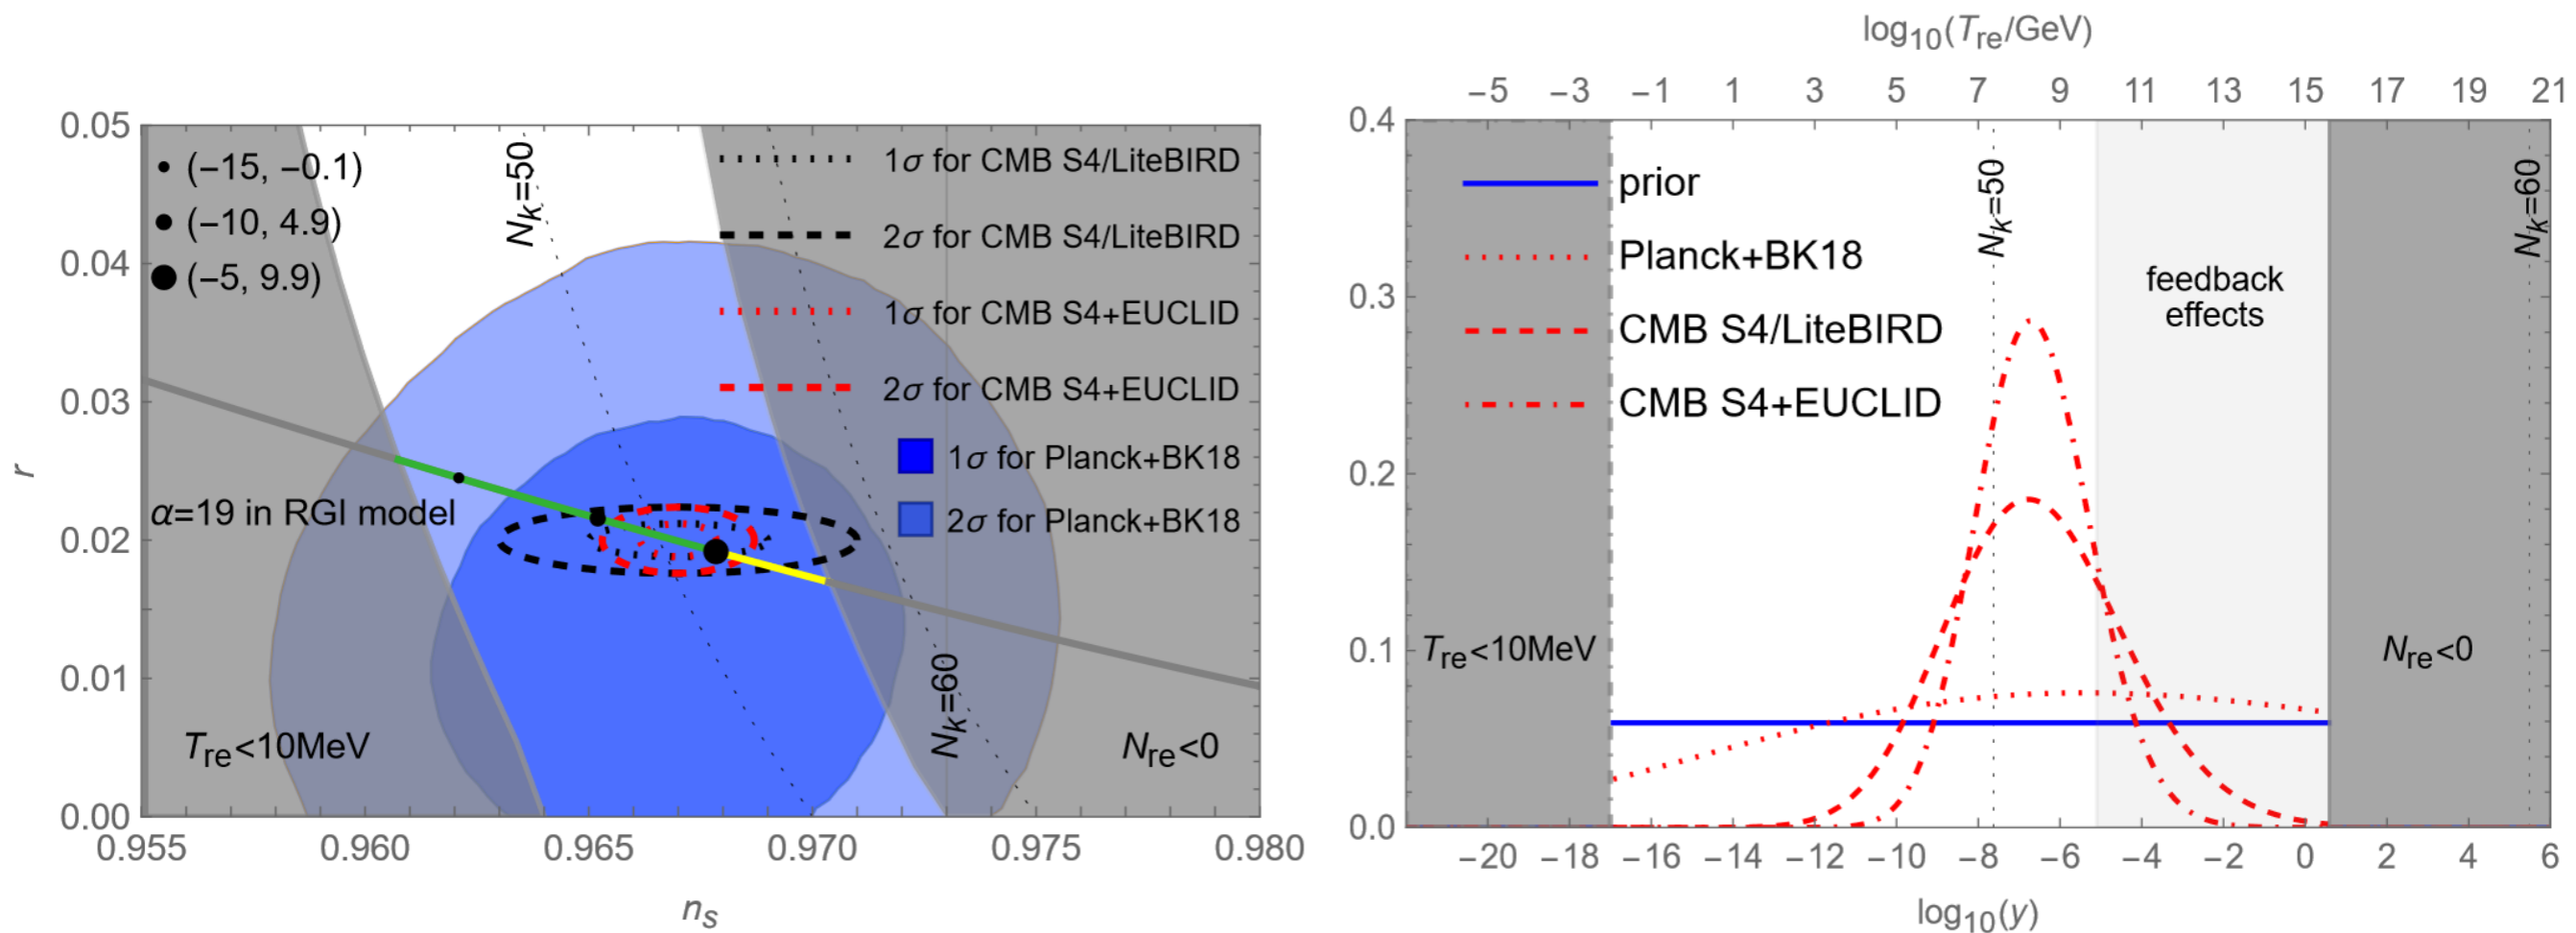 0.05
0.04
0.03
0.02
0.01
0.00
r
0.955
0.960
0.965
0.970
0.975
0.980
n_s
(−15, −0.1)
(−10, 4.9)
(−5, 9.9)
N_k=50
1σ for CMB S4/LiteBIRD
2σ for CMB S4/LiteBIRD
1σ for CMB S4+EUCLID
2σ for CMB S4+EUCLID
1σ for Planck+BK18
2σ for Planck+BK18
α=19 in RGI model
T_re<10MeV
N_k=60
N_re<0
log_10(T_re/GeV)
−5 −3 −1 1 3 5 7 9 11 13 15 17 19 21
0.4
0.3
0.2
0.1
0.0
prior
Planck+BK18
CMB S4/LiteBIRD
CMB S4+EUCLID
N_k=50
feedback
effects
N_k=60
T_re<10MeV
N_re<0
−20 −18 −16 −14 −12 −10 −8 −6 −4 −2 0 2 4 6
log_10(y)